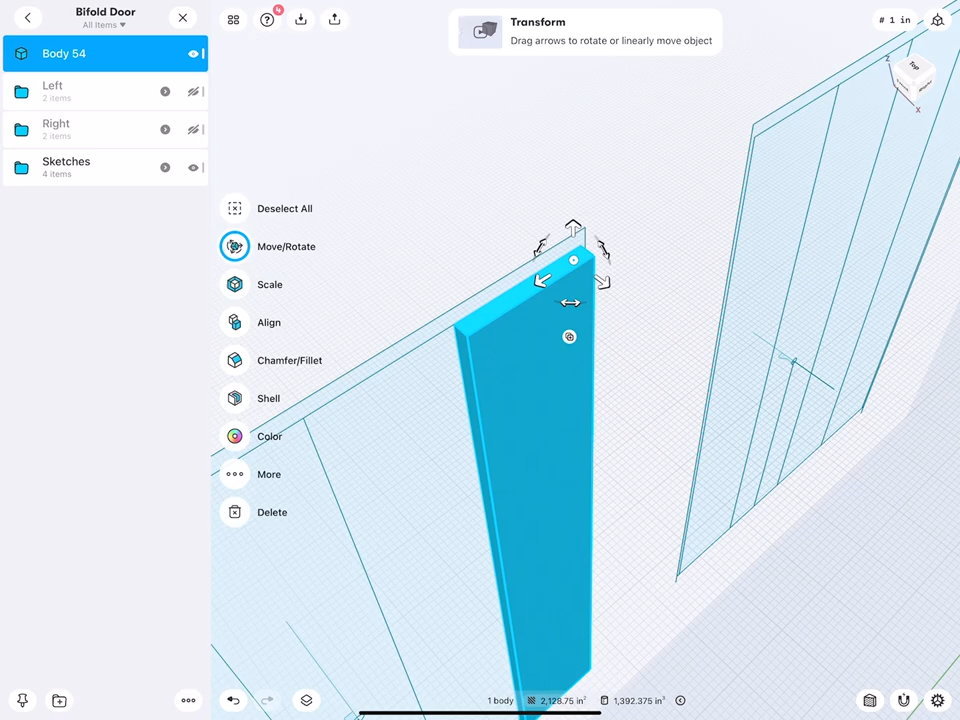 Bifold Door
All Items ▼
Body 54
Left
2 items
Right
2 items
Sketches
4 items
4
Transform
Drag arrows to rotate or linearly move object
# 1 in
Top
Right
Z
X
Deselect All
Move/Rotate
Scale
Align
Chamfer/Fillet
Shell
Color
More
Delete
1 body
2,128.75 in²
1,392.375 in³